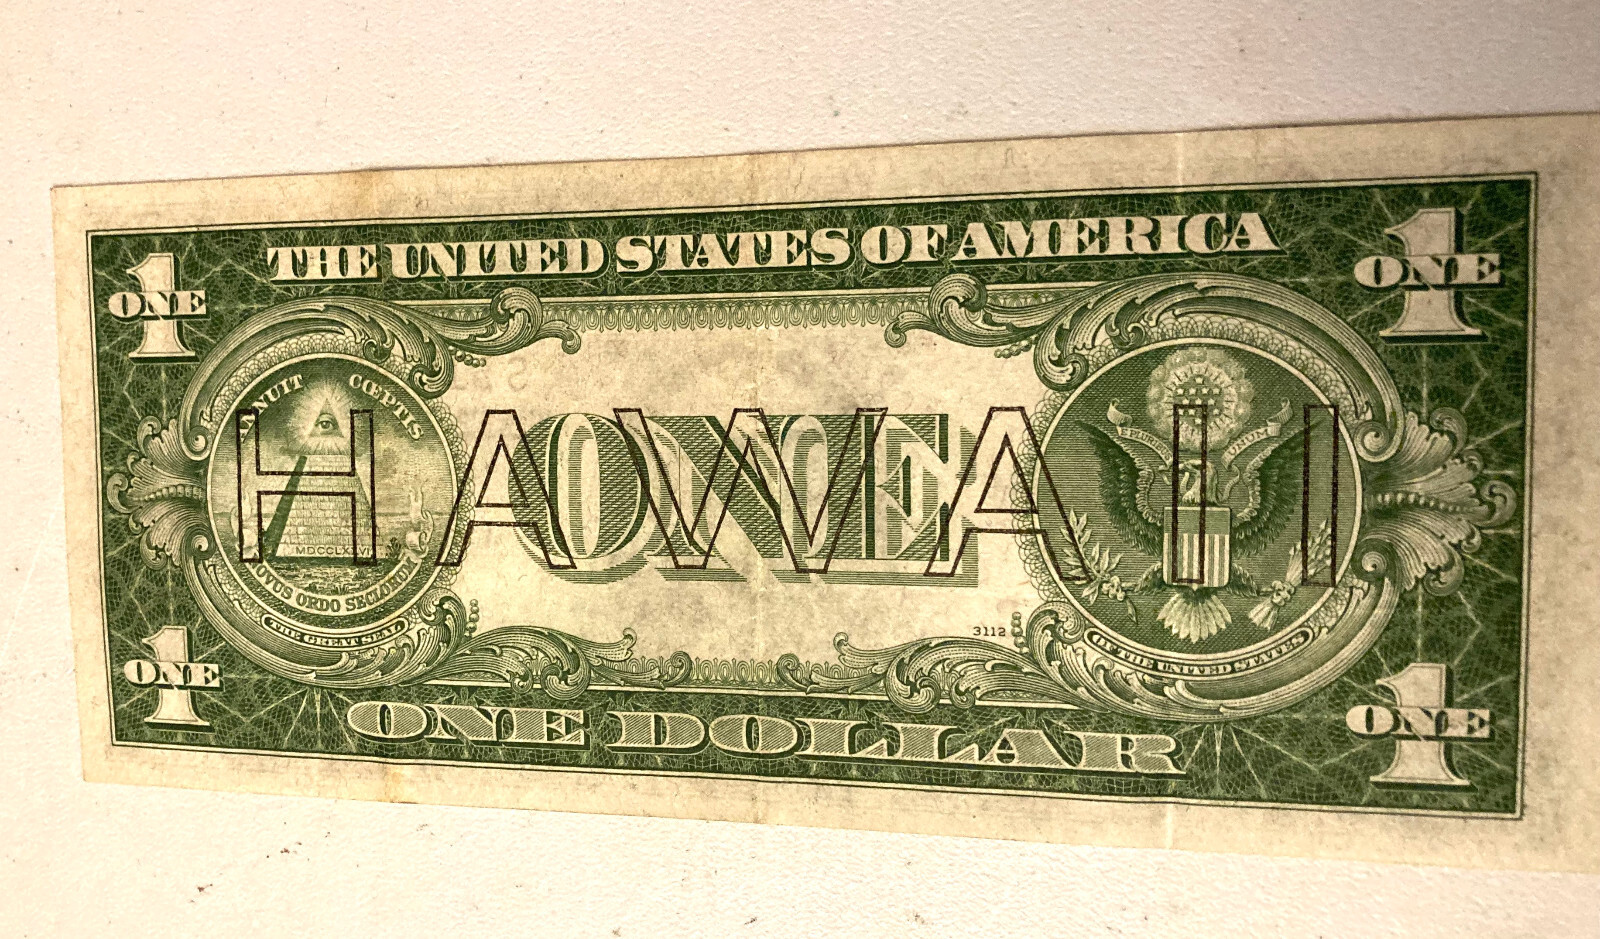 THE UNITED STATES OF AMERICA
1 ONE
1 ONE
ANNUIT CŒPTIS
E PLURIBUS UNUM
HAWAII
ONE
MDCCLXXVI
NOVUS ORDO SECLORUM
THE GREAT SEAL
3112
OF THE UNITED STATES
1 ONE
1 ONE
ONE DOLLAR